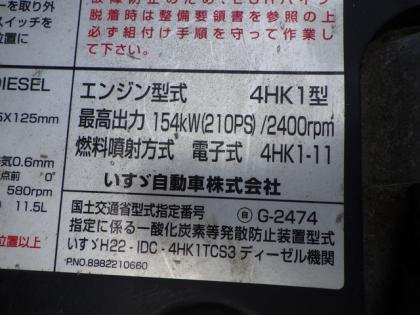 ーを取り外
スイッチを
位置に
脱着時は整備要領書を参照の上
必ず組付け手順を守って作業し
て下さい。
DIESEL
5X125mm
気0.6mm
点前 0°
580rpm
11.5L
位置以上
エンジン型式 4HK1型
最高出力 154kW(210PS)/2400rpm
燃料噴射方式 電子式 4HK1-11
いすゞ自動車株式会社
国土交通省型式指定番号 自 G-2474
指定に係る一酸化炭素等発散防止装置型式
いすゞH22-IDC-4HK1TCS3 ディーゼル機関
P.NO.8982210660